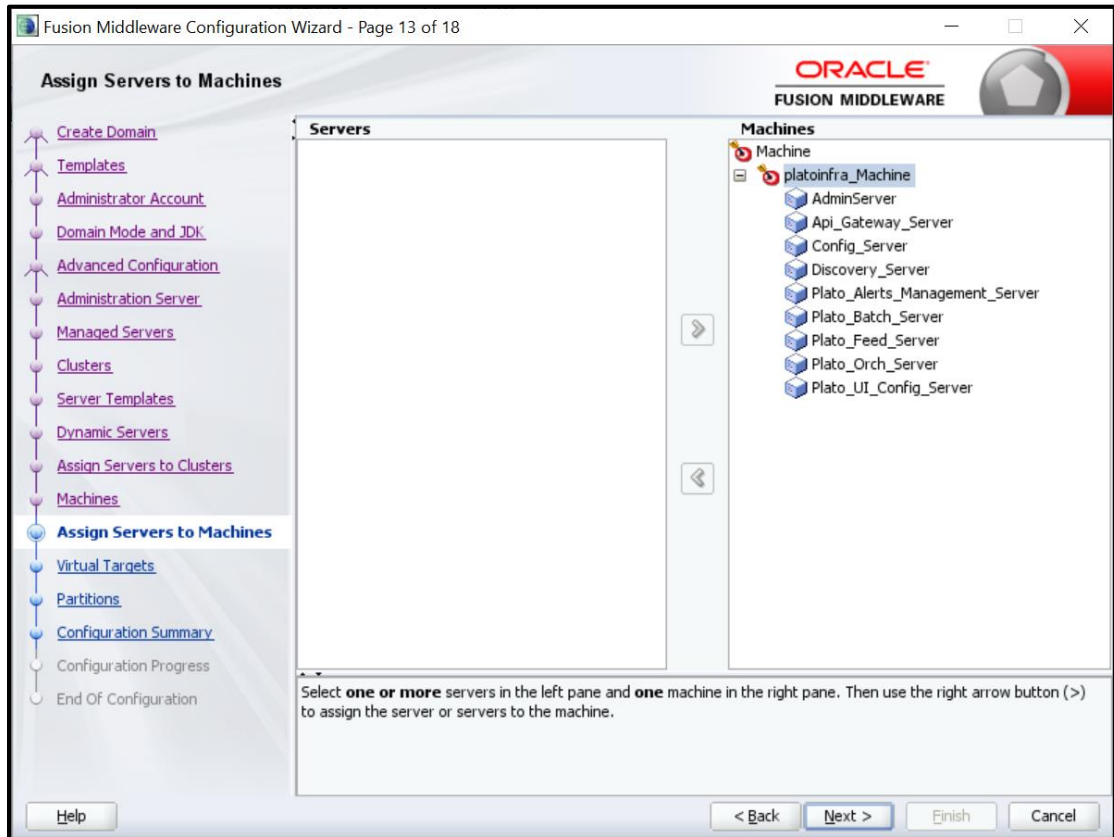 Fusion Middleware Configuration Wizard - Page 13 of 18
Assign Servers to Machines
ORACLE
FUSION MIDDLEWARE
Create Domain
Templates
Administrator Account
Domain Mode and JDK
Advanced Configuration
Administration Server
Managed Servers
Clusters
Server Templates
Dynamic Servers
Assign Servers to Clusters
Machines
Assign Servers to Machines
Virtual Targets
Partitions
Configuration Summary
Configuration Progress
End Of Configuration
Servers
Machines
Machine
platoinfra_Machine
AdminServer
Api_Gateway_Server
Config_Server
Discovery_Server
Plato_Alerts_Management_Server
Plato_Batch_Server
Plato_Feed_Server
Plato_Orch_Server
Plato_UI_Config_Server
Select one or more servers in the left pane and one machine in the right pane. Then use the right arrow button (>)
to assign the server or servers to the machine.
Help
< Back
Next >
Finish
Cancel